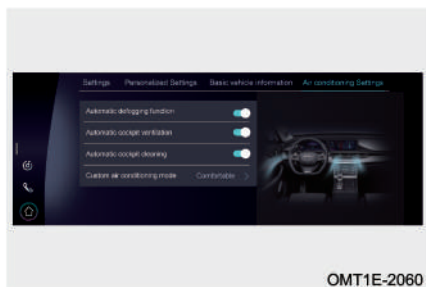 Settings Personalized Settings Basic vehicle information Air conditioning Settings
Automatic defogging function
Automatic cockpit ventilation
Automatic cockpit cleaning
Custom air conditioning mode Comfortable >
OMT1E-2060